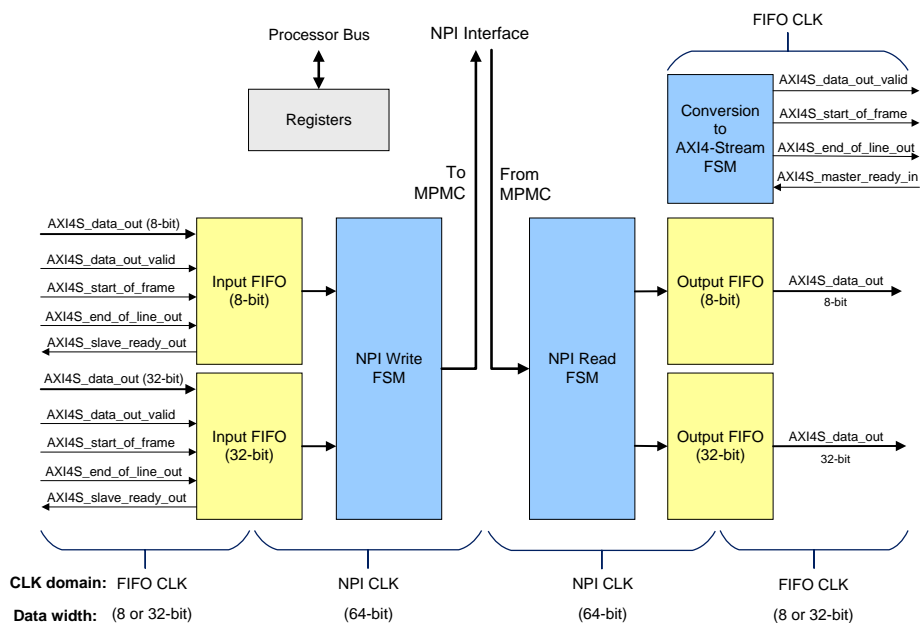 FIFO CLK
Processor Bus
NPI Interface
Registers
Conversion
to
AXI4-Stream
FSM
AXI4S_data_out_valid
AXI4S_start_of_frame
AXI4S_end_of_line_out
AXI4S_master_ready_in
To
MPMC
From
MPMC
AXI4S_data_out (8-bit)
AXI4S_data_out_valid
AXI4S_start_of_frame
AXI4S_end_of_line_out
AXI4S_slave_ready_out
Input FIFO
(8-bit)
AXI4S_data_out (32-bit)
AXI4S_data_out_valid
AXI4S_start_of_frame
AXI4S_end_of_line_out
AXI4S_slave_ready_out
Input FIFO
(32-bit)
NPI Write
FSM
NPI Read
FSM
Output FIFO
(8-bit)
AXI4S_data_out
8-bit
Output FIFO
(32-bit)
AXI4S_data_out
32-bit
CLK domain: FIFO CLK NPI CLK NPI CLK FIFO CLK
Data width: (8 or 32-bit) (64-bit) (64-bit) (8 or 32-bit)